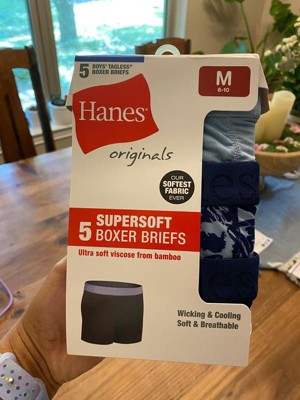 5 BOYS' TAGLESS®
BOXER BRIEFS
M
8-10
Hanes®
originals
OUR
SOFTEST
FABRIC
EVER
5 SUPERSOFT
BOXER BRIEFS
Ultra soft viscose from bamboo
Wicking & Cooling
Soft & Breathable